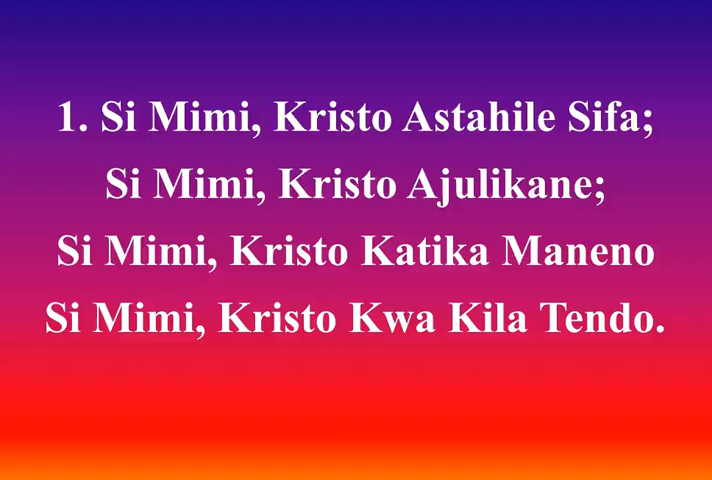 1. Si Mimi, Kristo Astahile Sifa;
Si Mimi, Kristo Ajulikane;
Si Mimi, Kristo Katika Maneno
Si Mimi, Kristo Kwa Kila Tendo.